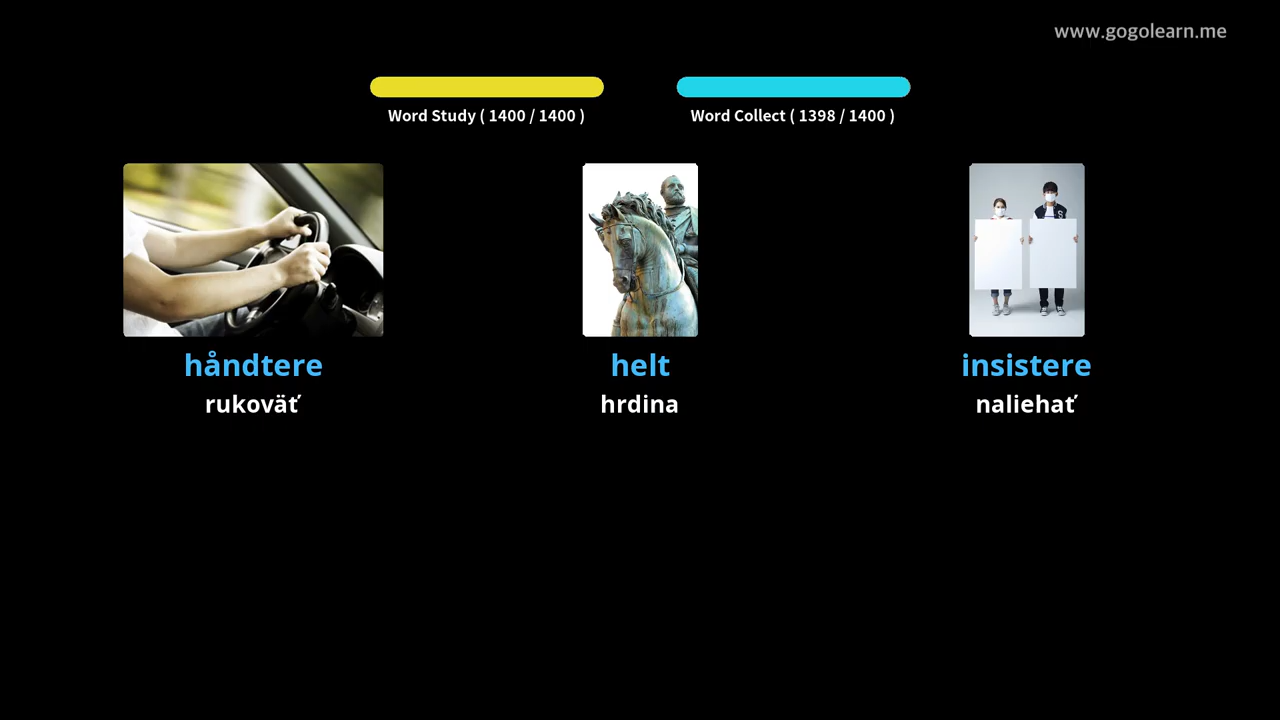 www.gogolearn.me
Word Study ( 1400 / 1400 )
Word Collect ( 1398 / 1400 )
håndtere
helt
insistere
rukoväť
hrdina
naliehať